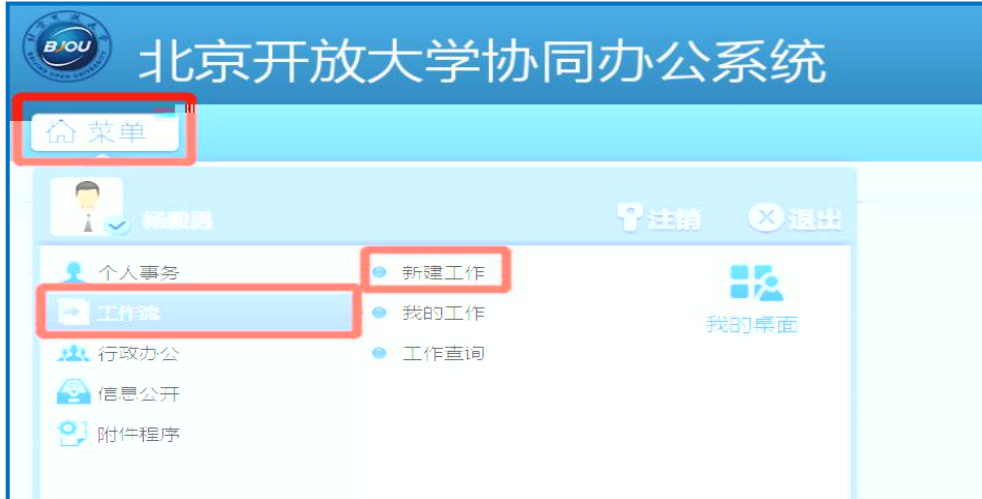 BJOU
北京开放大学协同办公系统
菜单
注销 退出
个人事务
工作流
行政办公
信息公开
附件程序
新建工作
我的工作
工作查询
我的桌面